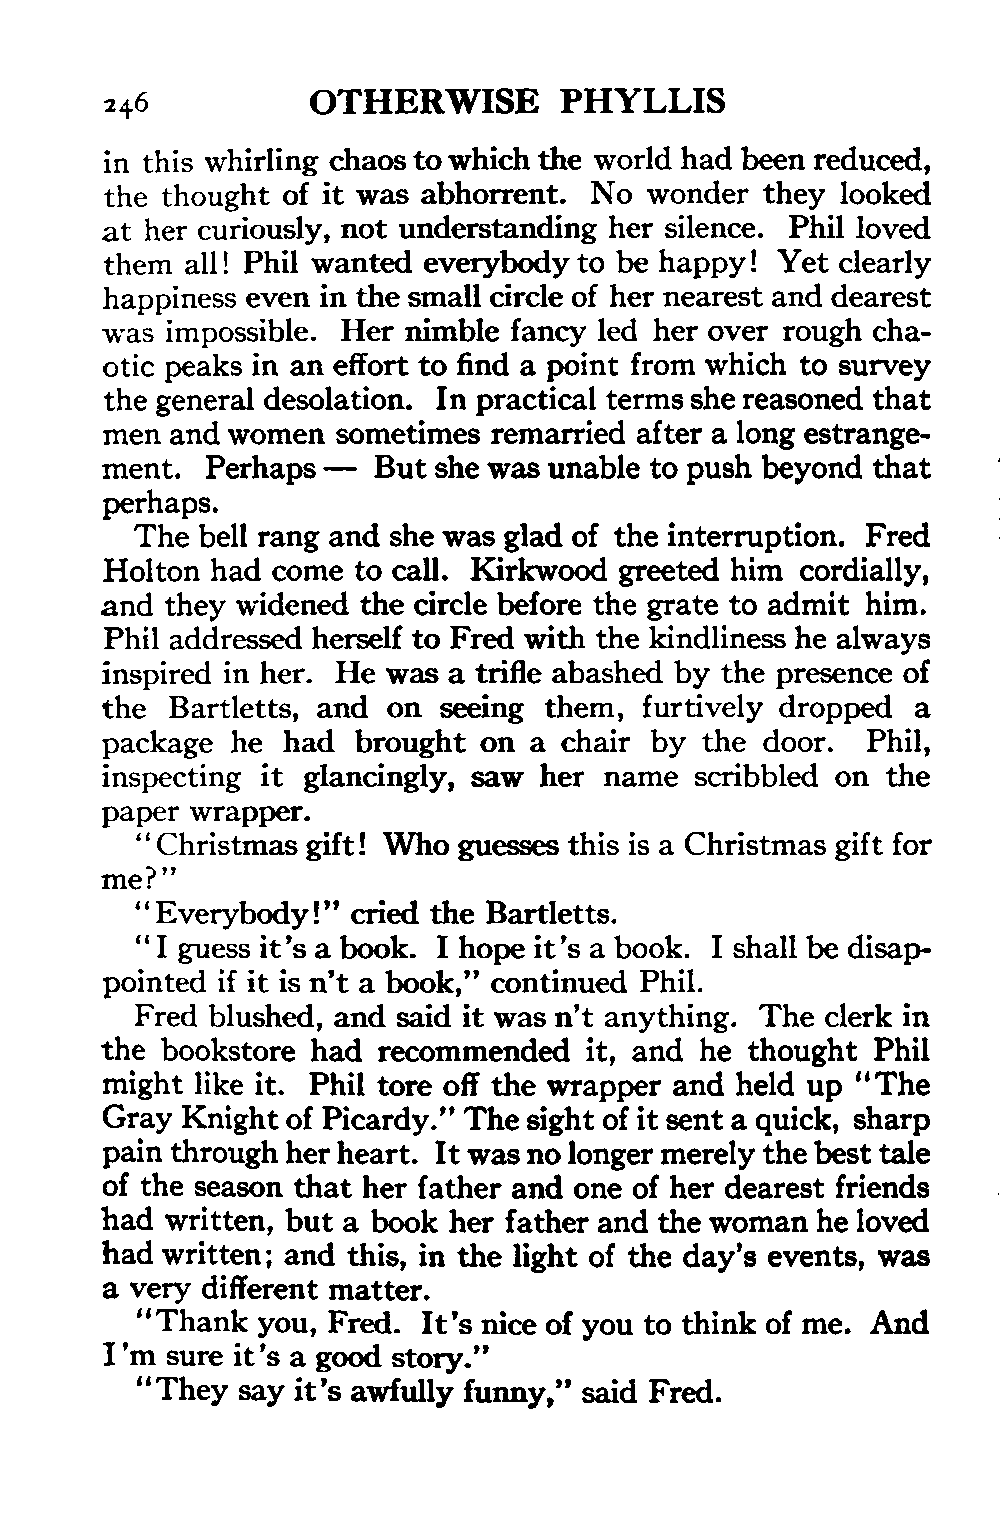 246 OTHERWISE PHYLLIS
in this whirling chaos to which the world had been reduced,
the thought of it was abhorrent. No wonder they looked
at her curiously, not understanding her silence. Phil loved
them all! Phil wanted everybody to be happy! Yet clearly
happiness even in the small circle of her nearest and dearest
was impossible. Her nimble fancy led her over rough cha-
otic peaks in an effort to find a point from which to survey
the general desolation. In practical terms she reasoned that
men and women sometimes remarried after a long estrange-
ment. Perhaps — But she was unable to push beyond that
perhaps.
The bell rang and she was glad of the interruption. Fred
Holton had come to call. Kirkwood greeted him cordially,
and they widened the circle before the grate to admit him.
Phil addressed herself to Fred with the kindliness he always
inspired in her. He was a trifle abashed by the presence of
the Bartletts, and on seeing them, furtively dropped a
package he had brought on a chair by the door. Phil,
inspecting it glancingly, saw her name scribbled on the
paper wrapper.
"Christmas gift! Who guesses this is a Christmas gift for
me?"
"Everybody!" cried the Bartletts.
"I guess it's a book. I hope it's a book. I shall be disap-
pointed if it is n't a book," continued Phil.
Fred blushed, and said it was n't anything. The clerk in
the bookstore had recommended it, and he thought Phil
might like it. Phil tore off the wrapper and held up "The
Gray Knight of Picardy." The sight of it sent a quick, sharp
pain through her heart. It was no longer merely the best tale
of the season that her father and one of her dearest friends
had written, but a book her father and the woman he loved
had written; and this, in the light of the day's events, was
a very different matter.
"Thank you, Fred. It's nice of you to think of me. And
I'm sure it's a good story."
"They say it's awfully funny," said Fred.